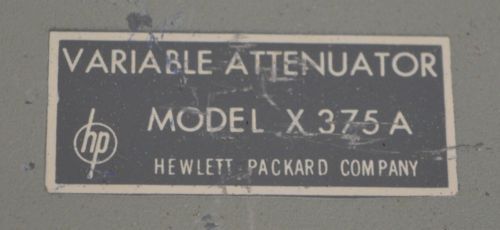 VARIABLE ATTENUATOR
hp
MODEL X 375 A
HEWLETT PACKARD COMPANY